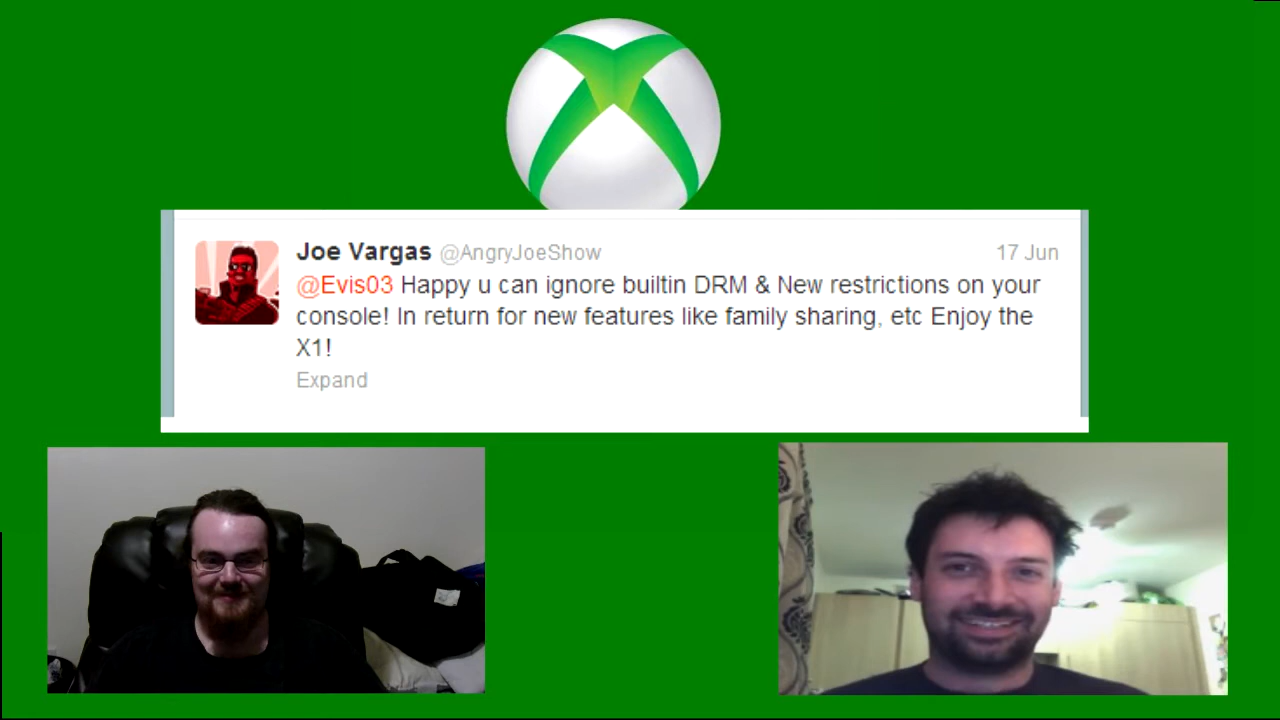 Joe Vargas @AngryJoeShow 17 Jun
@Evis03 Happy u can ignore builtin DRM & New restrictions on your
console! In return for new features like family sharing, etc Enjoy the
X1!
Expand